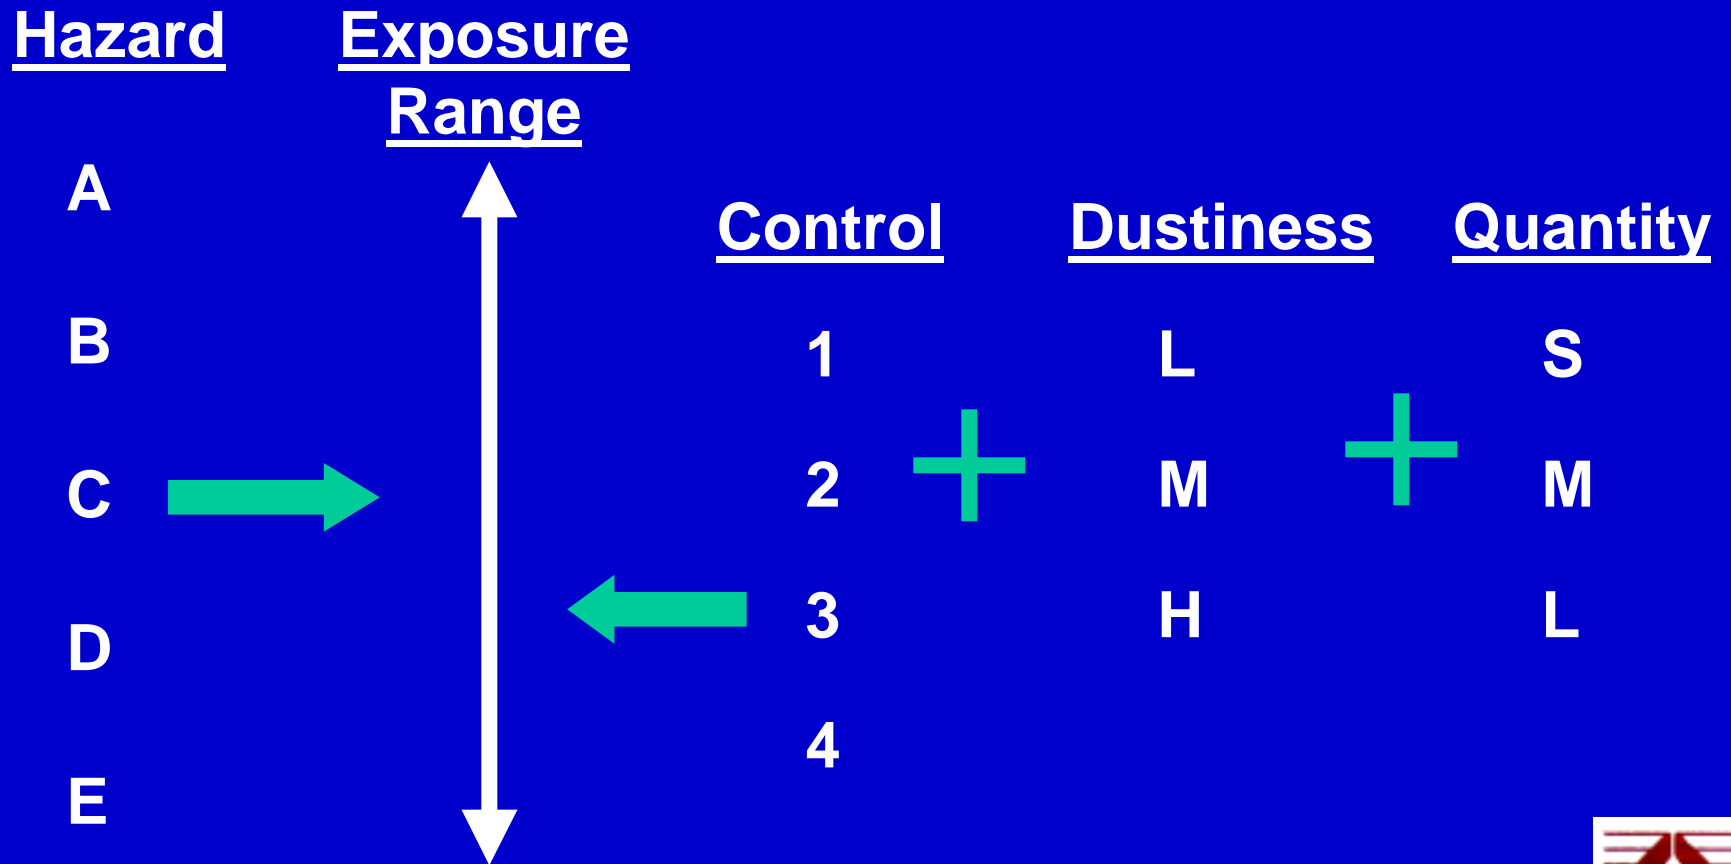 Hazard
Exposure
Range
A
B
C
D
E
Control Dustiness Quantity
1 L S
2 M M
3 H L
4